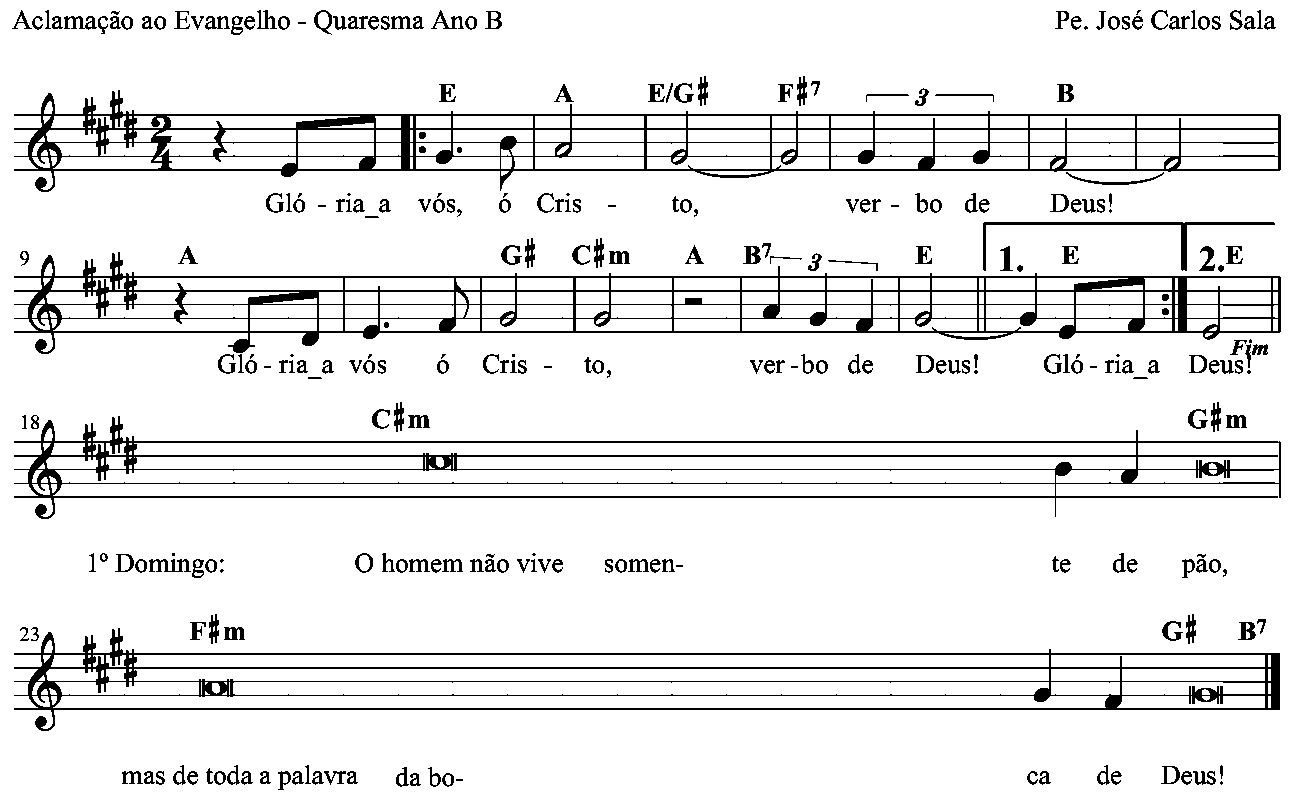 Aclamação ao Evangelho - Quaresma Ano B Pe. José Carlos Sala
E A E/G# F#7 3 B
2/4
Gló - ria_a vós, ó Cris - to, ver - bo de Deus!
9 A G# C#m A B7 3 E 1. E 2. E
Fim
Gló - ria_a vós ó Cris - to, ver - bo de Deus! Gló - ria_a Deus!
18 C#m G#m
1º Domingo: O homem não vive somen- te de pão,
23 F#m G# B7
mas de toda a palavra da bo- ca de Deus!